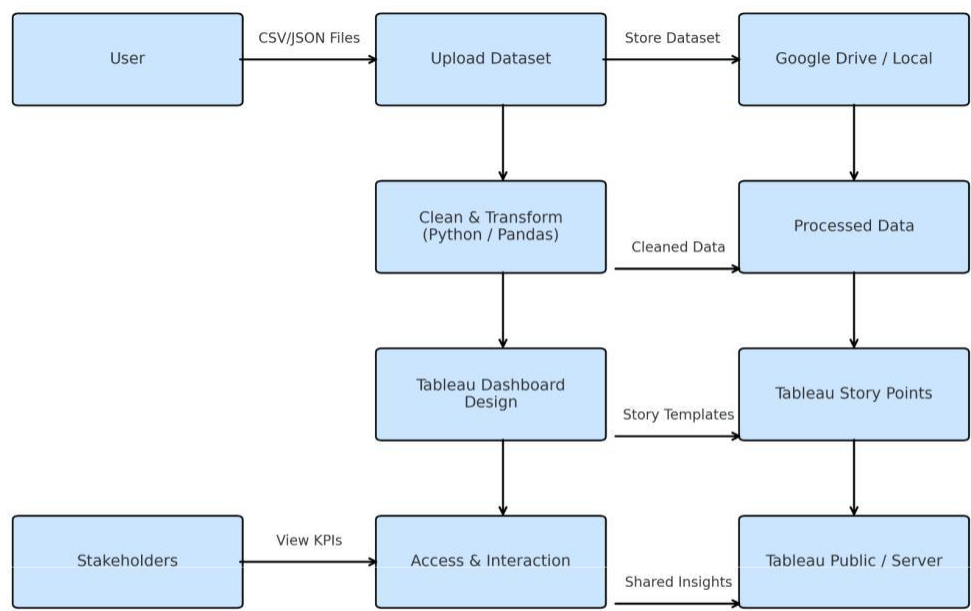 User
CSV/JSON Files
Upload Dataset
Store Dataset
Google Drive / Local
Clean & Transform
(Python / Pandas)
Cleaned Data
Processed Data
Tableau Dashboard
Design
Story Templates
Tableau Story Points
Stakeholders
View KPIs
Access & Interaction
Shared Insights
Tableau Public / Server